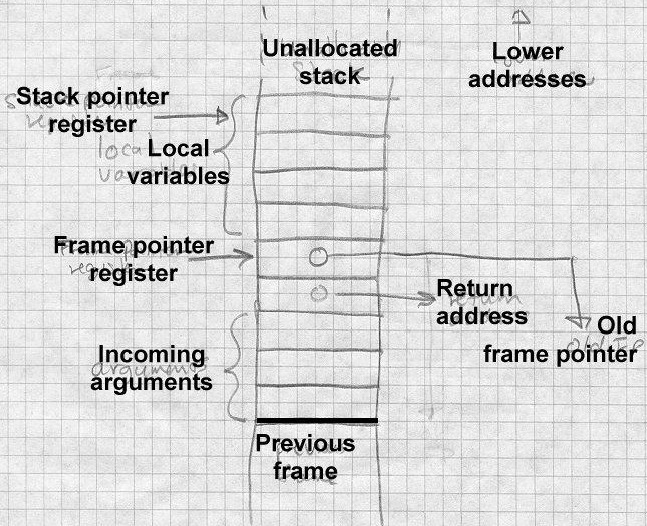 Unallocated
stack
Lower
addresses
Stack pointer
register
Local
variables
Frame pointer
register
Return
address
Old
frame pointer
Incoming
arguments
Previous
frame